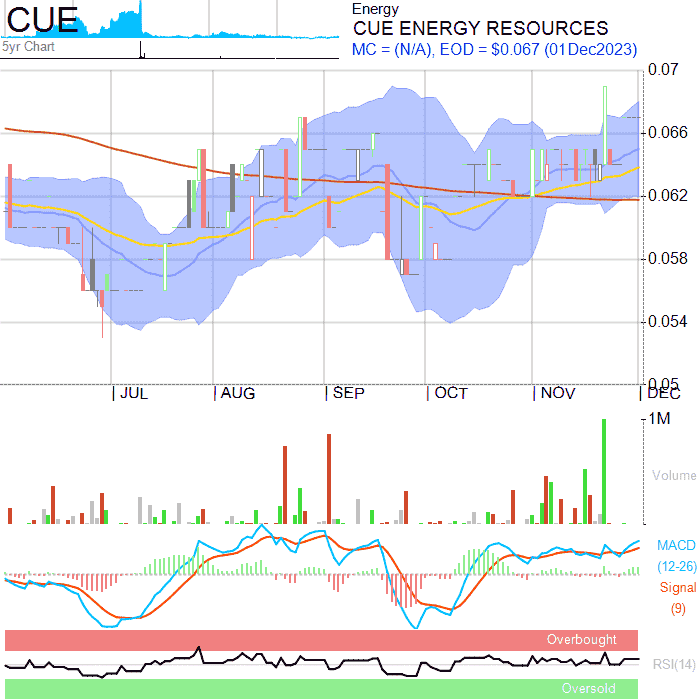 CUE
5yr Chart
Energy
CUE ENERGY RESOURCES
MC = (N/A), EOD = $0.067 (01Dec2023)
0.07
0.066
0.062
0.058
0.054
0.05
JUL AUG SEP OCT NOV DEC
1M
Volume
MACD
(12-26)
Signal
(9)
Overbought
RSI(14)
Oversold